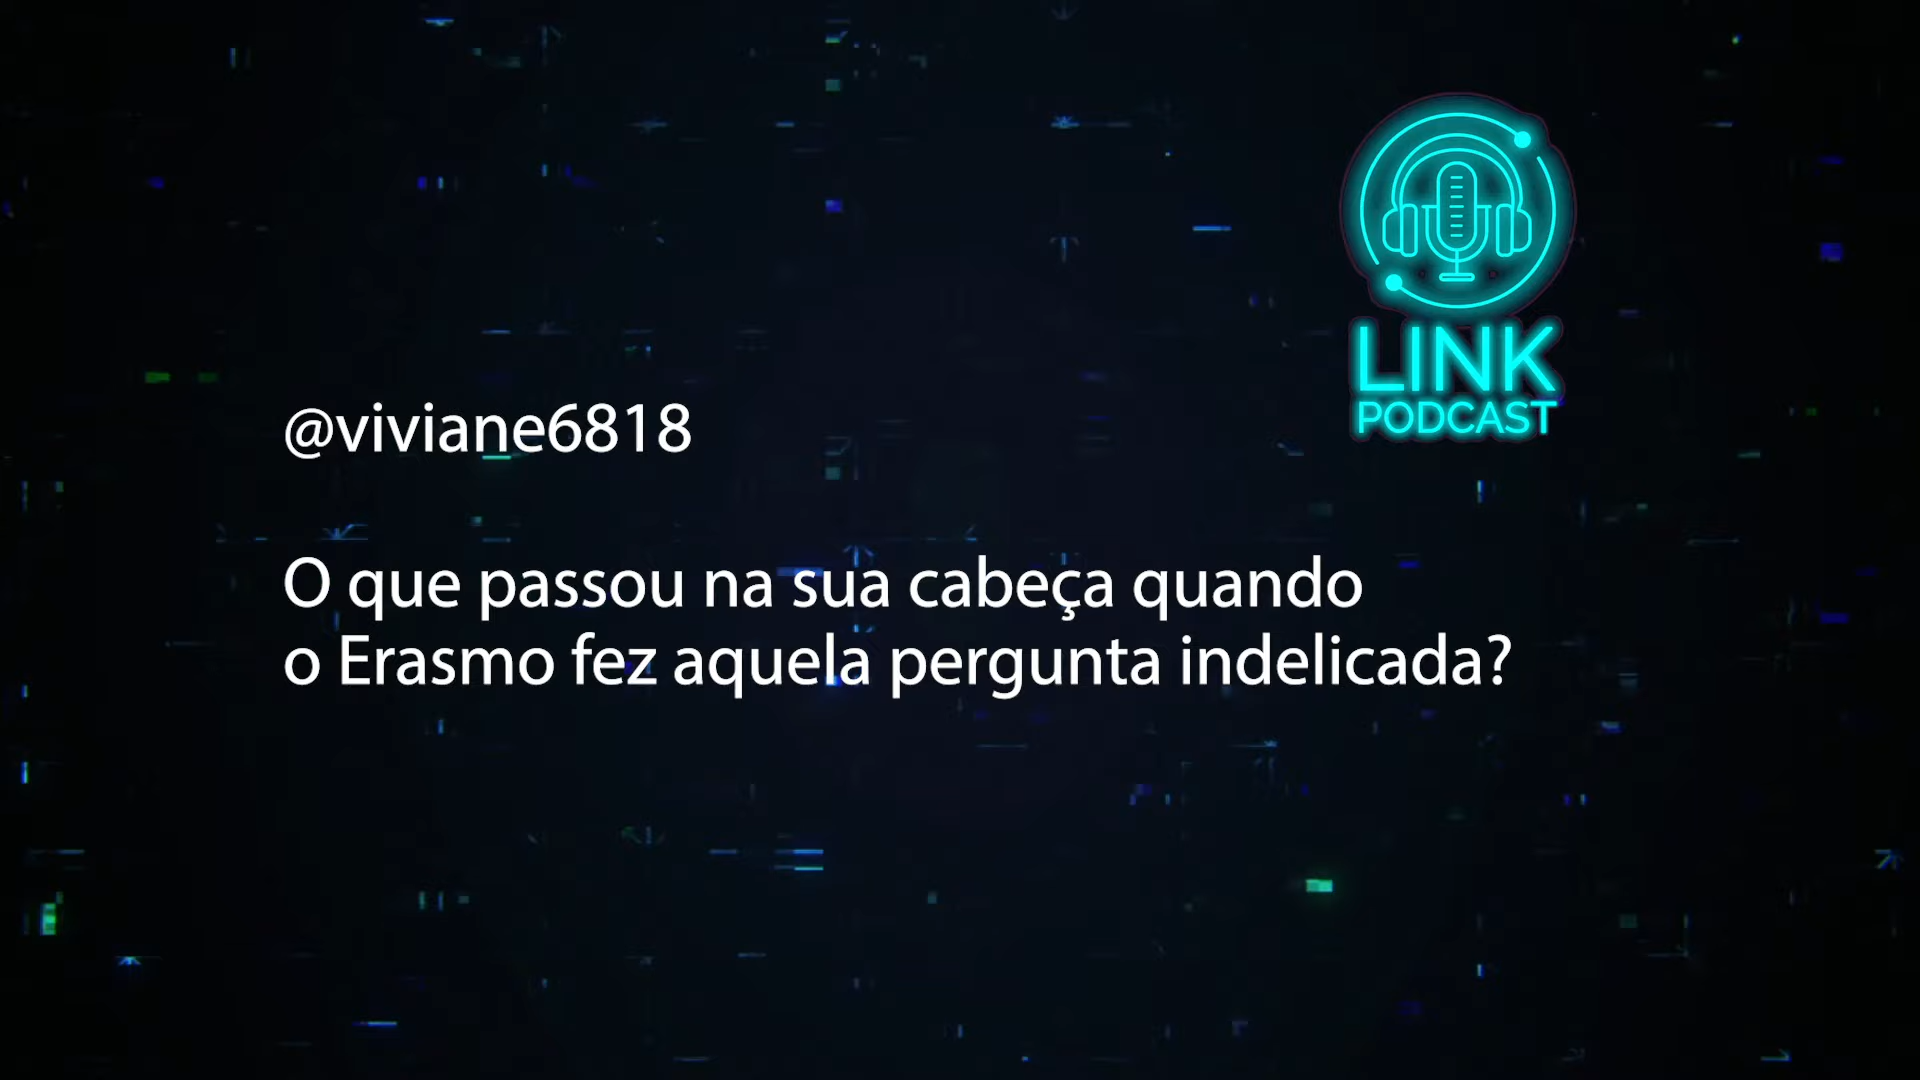 LINK
PODCAST
@viviane6818
O que passou na sua cabeça quando
o Erasmo fez aquela pergunta indelicada?